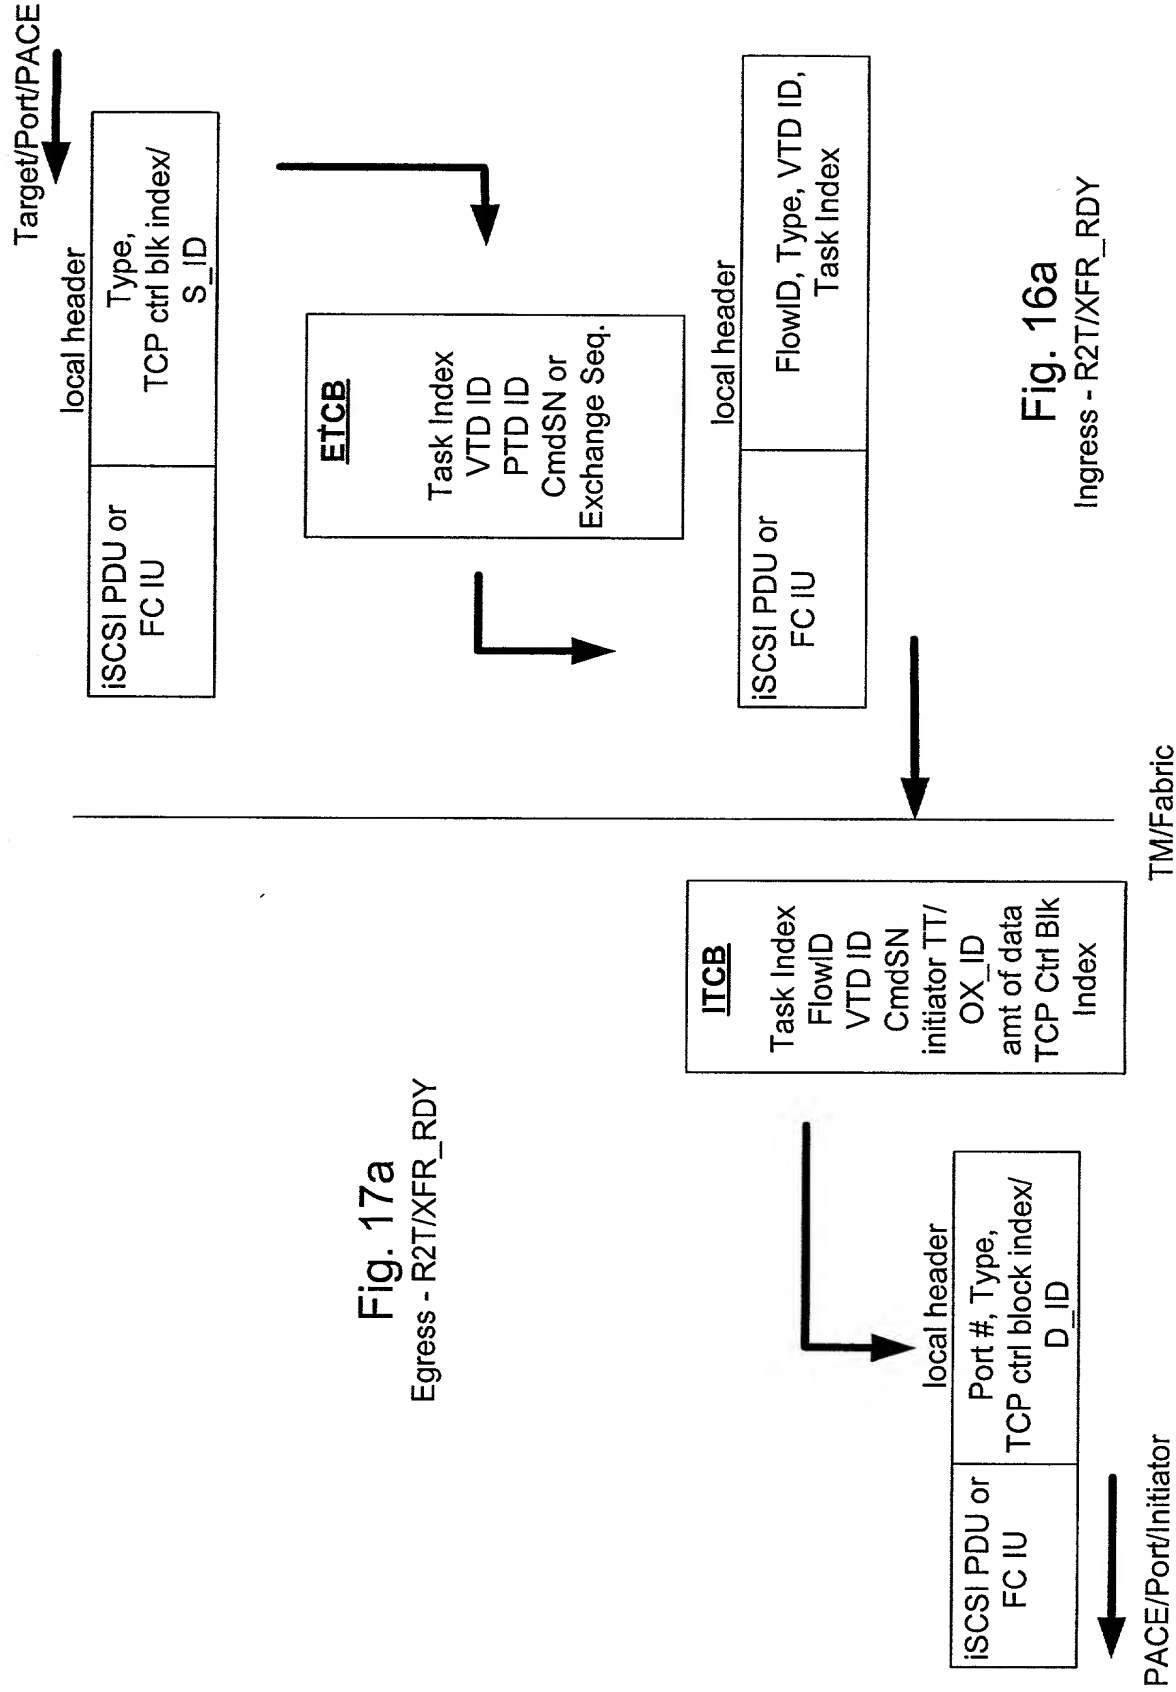 Target/Port/PACE
local header
iSCSI PDU or
FC IU
Type,
TCP ctrl blk index/
S_ID
ETCB
Task Index
VTD ID
PTD ID
CmdSN or
Exchange Seq.
local header
iSCSI PDU or
FC IU
FlowID, Type, VTD ID,
Task Index
Fig. 16a
Ingress - R2T/XFR_RDY
TM/Fabric
Fig. 17a
Egress - R2T/XFR_RDY
ITCB
Task Index
FlowID
VTD ID
CmdSN
initiator TT/
OX_ID
amt of data
TCP Ctrl Blk
Index
local header
iSCSI PDU or
FC IU
Port #, Type,
TCP ctrl block index/
D_ID
PACE/Port/Initiator